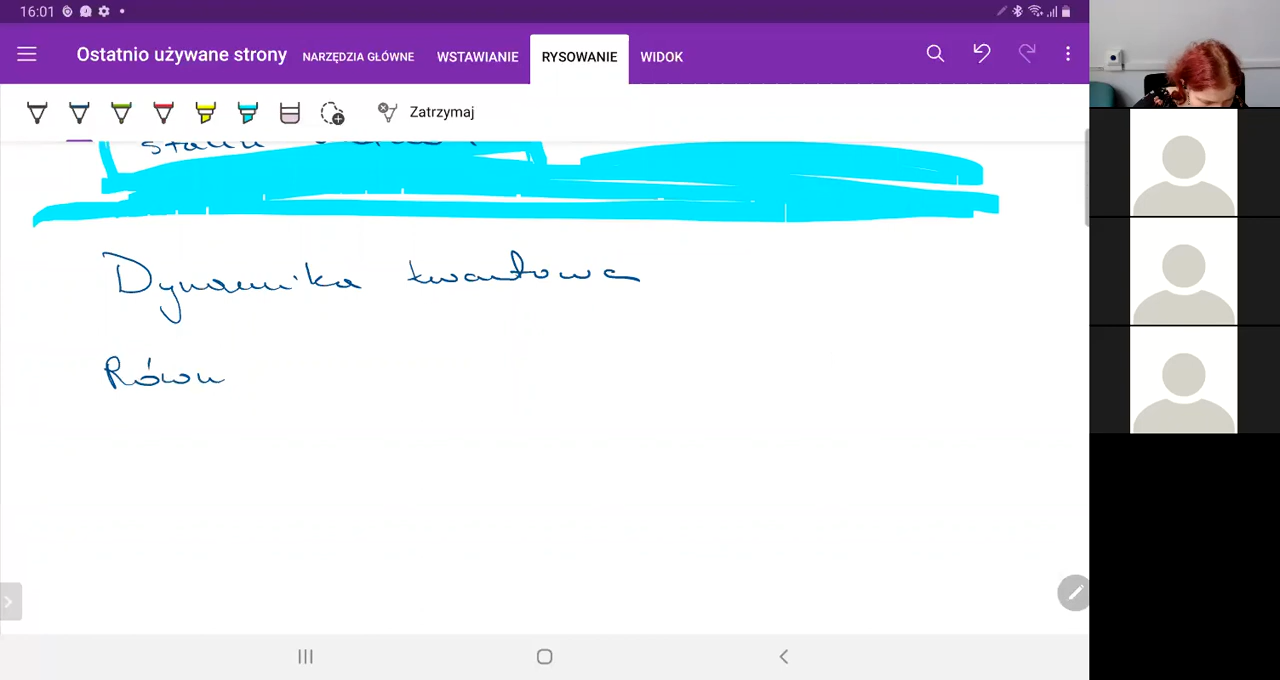 16:01
Ostatnio używane strony NARZĘDZIA GŁÓWNE WSTAWIANIE RYSOWANIE WIDOK
Zatrzymaj
Dynamika kwantowa
Równ